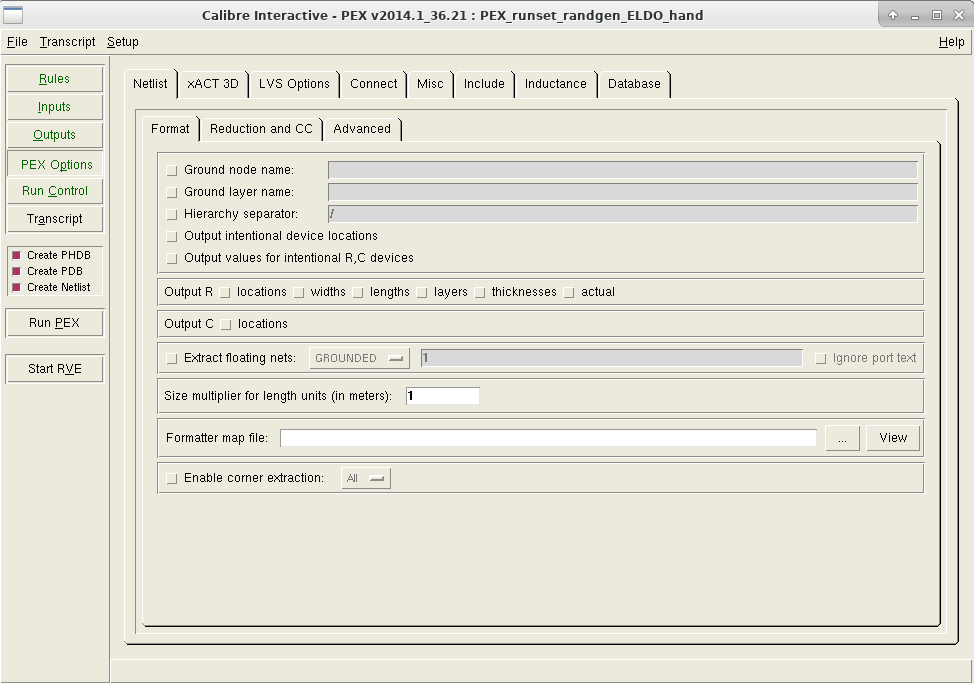 Calibre Interactive - PEX v2014.1_36.21 : PEX_runset_randgen_ELDO_hand
File Transcript Setup Help
Rules
Inputs
Outputs
PEX Options
Run Control
Transcript
Create PHDB
Create PDB
Create Netlist
Run PEX
Start RVE
Netlist xACT 3D LVS Options Connect Misc Include Inductance Database
Format Reduction and CC Advanced
Ground node name:
Ground layer name:
Hierarchy separator: /
Output intentional device locations
Output values for intentional R,C devices
Output R locations widths lengths layers thicknesses actual
Output C locations
Extract floating nets: GROUNDED 1 Ignore port text
Size multiplier for length units (in meters): 1
Formatter map file: ... View
Enable corner extraction: All